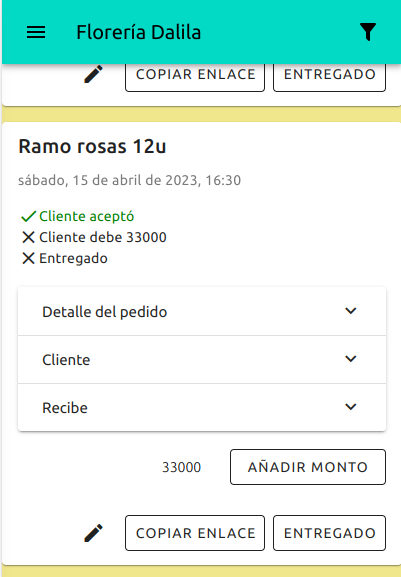 Florería Dalila
COPIAR ENLACE ENTREGADO
Ramo rosas 12u
sábado, 15 de abril de 2023, 16:30
Cliente aceptó
Cliente debe 33000
Entregado
Detalle del pedido
Cliente
Recibe
33000 AÑADIR MONTO
COPIAR ENLACE ENTREGADO